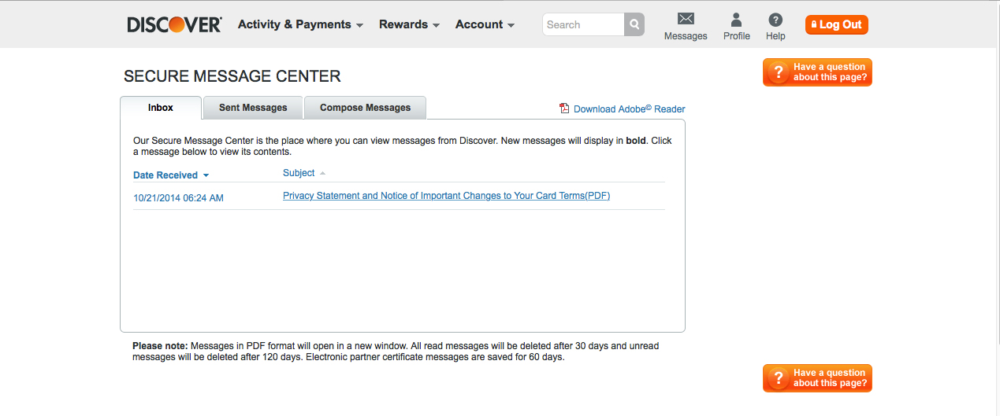 DISCOVER
Activity & Payments
Rewards
Account
Search
Messages
Profile
Help
Log Out
SECURE MESSAGE CENTER
? Have a question
about this page?
Inbox
Sent Messages
Compose Messages
Download Adobe© Reader
Our Secure Message Center is the place where you can view messages from Discover. New messages will display in bold. Click
a message below to view its contents.
Date Received
Subject
10/21/2014 06:24 AM
Privacy Statement and Notice of Important Changes to Your Card Terms(PDF)
Please note: Messages in PDF format will open in a new window. All read messages will be deleted after 30 days and unread
messages will be deleted after 120 days. Electronic partner certificate messages are saved for 60 days.
? Have a question
about this page?